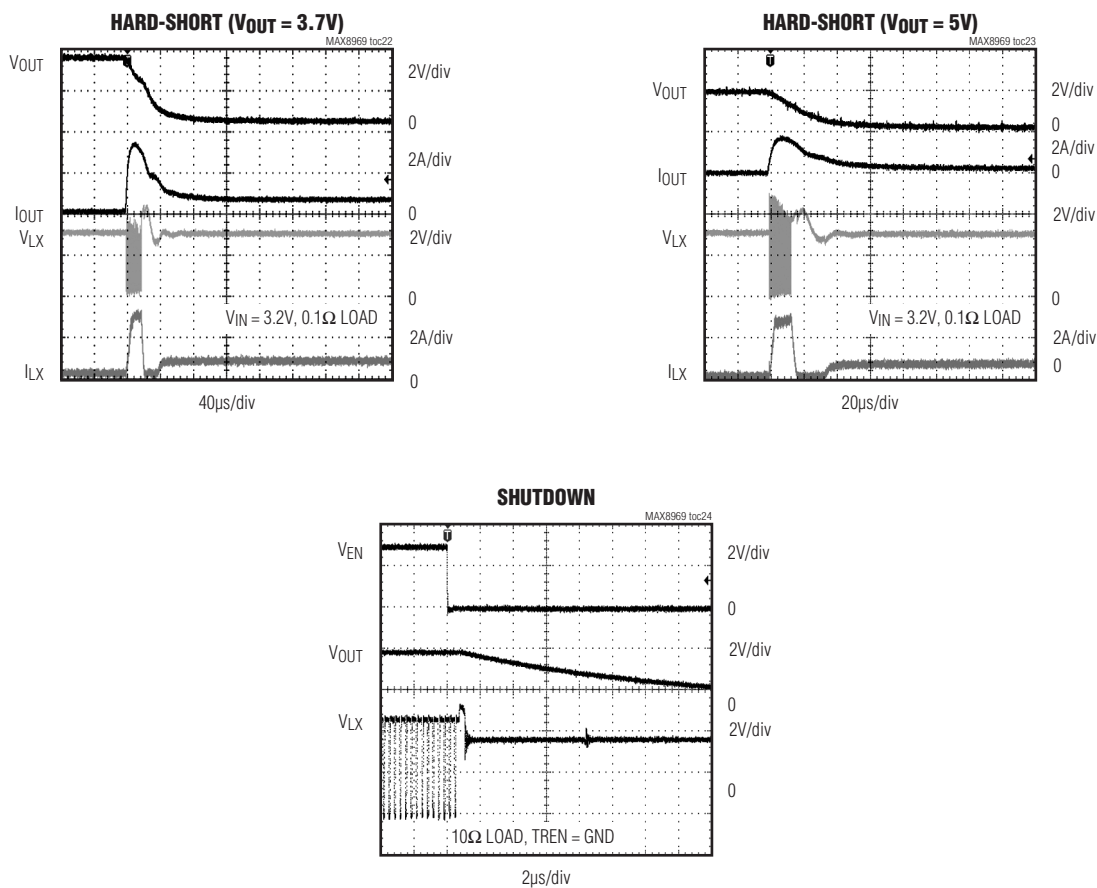 HARD-SHORT (VOUT = 3.7V)
MAX8969 toc22
VOUT
2V/div
0
2A/div
IOUT
0
VLX
2V/div
0
VIN = 3.2V, 0.1Ω LOAD
2A/div
ILX
0
40µs/div
HARD-SHORT (VOUT = 5V)
MAX8969 toc23
T
VOUT
2V/div
0
2A/div
IOUT
0
2V/div
VLX
0
VIN = 3.2V, 0.1Ω LOAD
2A/div
0
ILX
20µs/div
SHUTDOWN
MAX8969 toc24
T
VEN
2V/div
0
VOUT
2V/div
0
VLX
2V/div
0
10Ω LOAD, TREN = GND
2µs/div